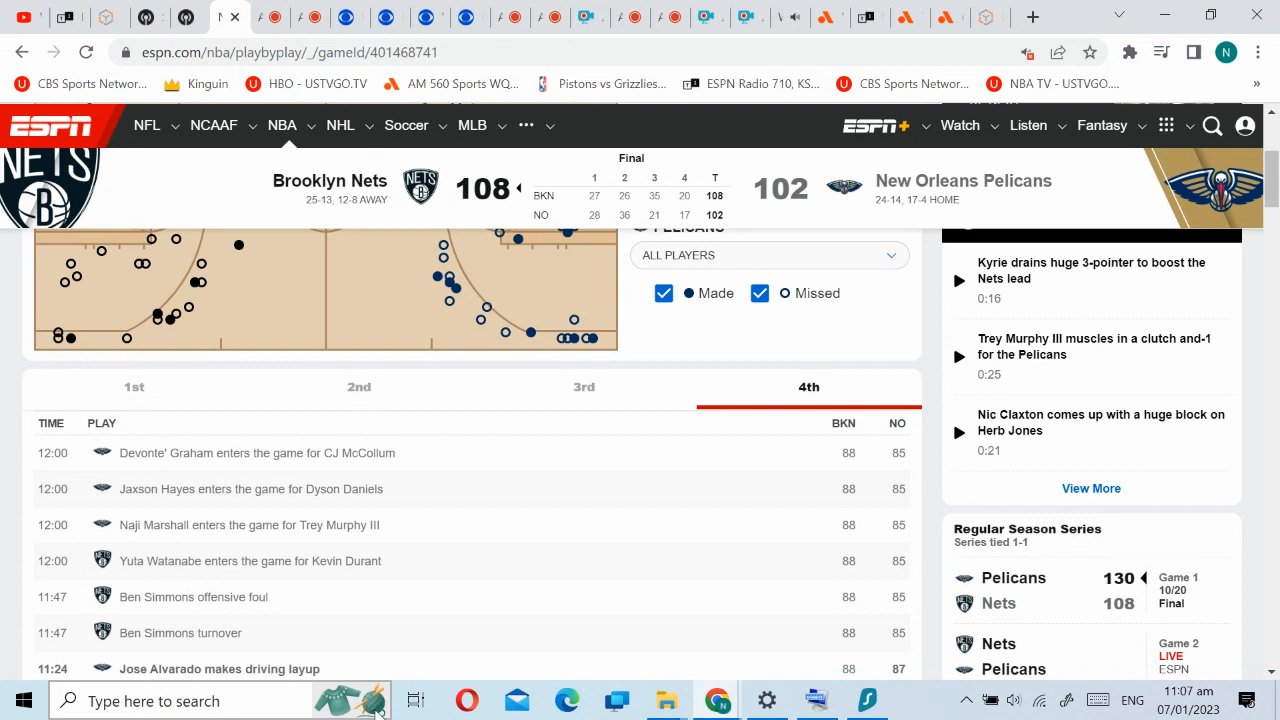 espn.com/nba/playbyplay/_/gameId/401468741
N
CBS Sports Networ...
Kinguin
HBO - USTVGO.TV
AM 560 Sports WQ...
Pistons vs Grizzlies...
ESPN Radio 710, KS...
CBS Sports Networ...
NBA TV - USTVGO....
»
ESPN
NFL
NCAAF
NBA
NHL
Soccer
MLB
ESPN+
Watch
Listen
Fantasy
NETS
B
Brooklyn Nets
25-13, 12-8 AWAY
108
Final
1 2 3 4 T
BKN 27 26 35 20 108
NO 28 36 21 17 102
102
New Orleans Pelicans
24-14, 17-4 HOME
ALL PLAYERS
Made
Missed
1st
2nd
3rd
4th
TIME PLAY BKN NO
12:00 Devonte' Graham enters the game for CJ McCollum 88 85
12:00 Jaxson Hayes enters the game for Dyson Daniels 88 85
12:00 Naji Marshall enters the game for Trey Murphy III 88 85
12:00 Yuta Watanabe enters the game for Kevin Durant 88 85
11:47 Ben Simmons offensive foul 88 85
11:47 Ben Simmons turnover 88 85
11:24 Jose Alvarado makes driving layup 88 87
Kyrie drains huge 3-pointer to boost the
Nets lead
0:16
Trey Murphy III muscles in a clutch and-1
for the Pelicans
0:25
Nic Claxton comes up with a huge block on
Herb Jones
0:21
View More
Regular Season Series
Series tied 1-1
Pelicans 130
Nets 108
Game 1
10/20
Final
Nets
Pelicans
Game 2
LIVE
ESPN
Type here to search
ENG
11:07 am
07/01/2023